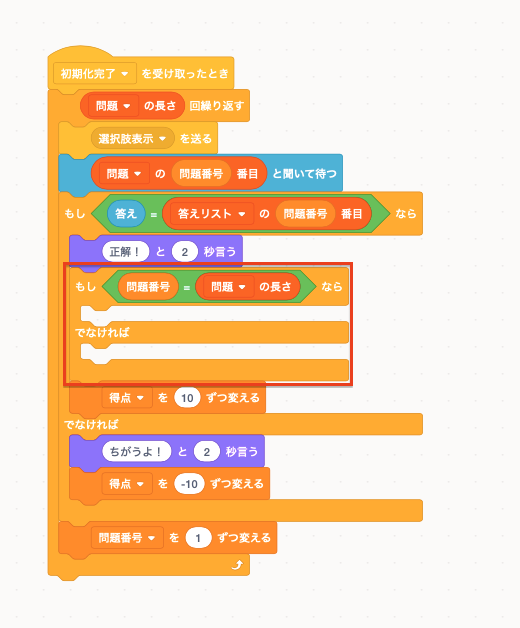 初期化完了 を受け取ったとき
問題 の長さ 回繰り返す
選択肢表示 を送る
問題 の 問題番号 番目 と聞いて待つ
もし 答え = 答えリスト の 問題番号 番目 なら
正解！ と 2 秒言う
もし 問題番号 = 問題 の長さ なら
でなければ
得点 を 10 ずつ変える
でなければ
ちがうよ！ と 2 秒言う
得点 を -10 ずつ変える
問題番号 を 1 ずつ変える